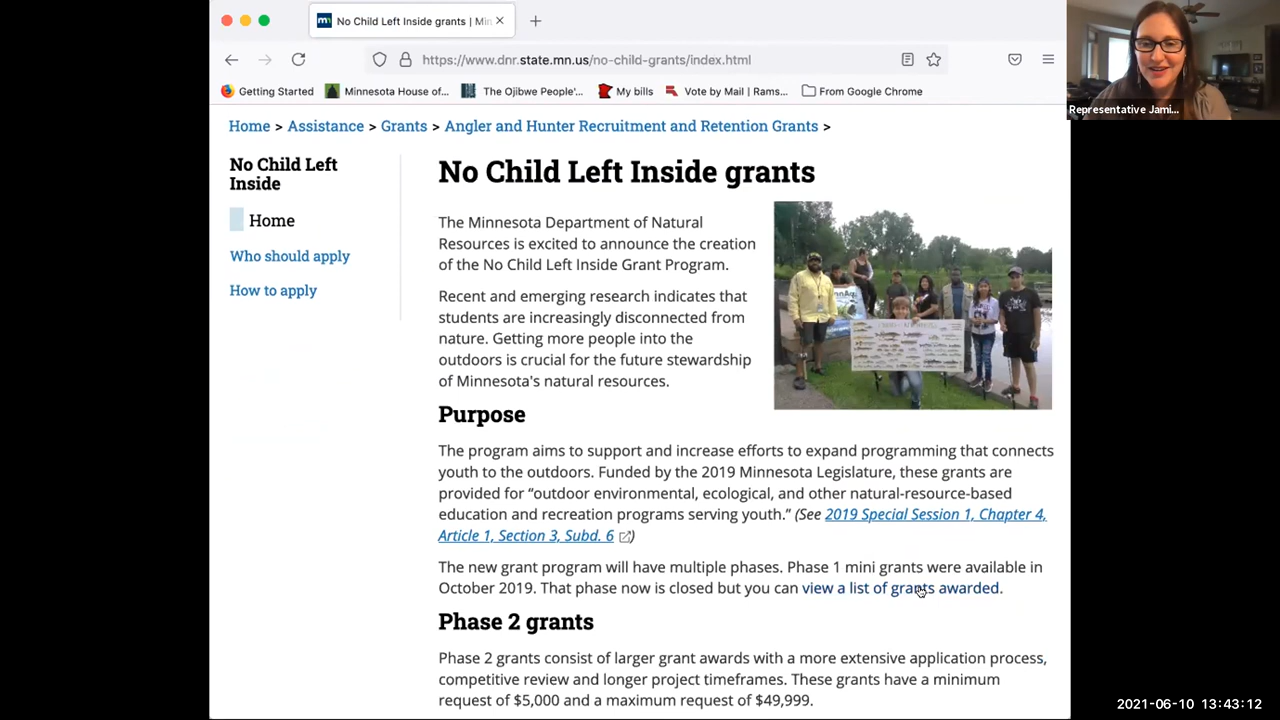 No Child Left Inside grants | Min
https://www.dnr.state.mn.us/no-child-grants/index.html
Getting Started
Minnesota House of...
The Ojibwe People'...
My bills
Vote by Mail | Rams...
From Google Chrome
Representative Jami...
Home > Assistance > Grants > Angler and Hunter Recruitment and Retention Grants >
No Child Left
Inside
Home
Who should apply
How to apply
No Child Left Inside grants
The Minnesota Department of Natural
Resources is excited to announce the creation
of the No Child Left Inside Grant Program.
Recent and emerging research indicates that
students are increasingly disconnected from
nature. Getting more people into the
outdoors is crucial for the future stewardship
of Minnesota's natural resources.
Purpose
The program aims to support and increase efforts to expand programming that connects
youth to the outdoors. Funded by the 2019 Minnesota Legislature, these grants are
provided for “outdoor environmental, ecological, and other natural-resource-based
education and recreation programs serving youth.” (See 2019 Special Session 1, Chapter 4,
Article 1, Section 3, Subd. 6)
The new grant program will have multiple phases. Phase 1 mini grants were available in
October 2019. That phase now is closed but you can view a list of grants awarded.
Phase 2 grants
Phase 2 grants consist of larger grant awards with a more extensive application process,
competitive review and longer project timeframes. These grants have a minimum
request of $5,000 and a maximum request of $49,999.
2021-06-10 13:43:12